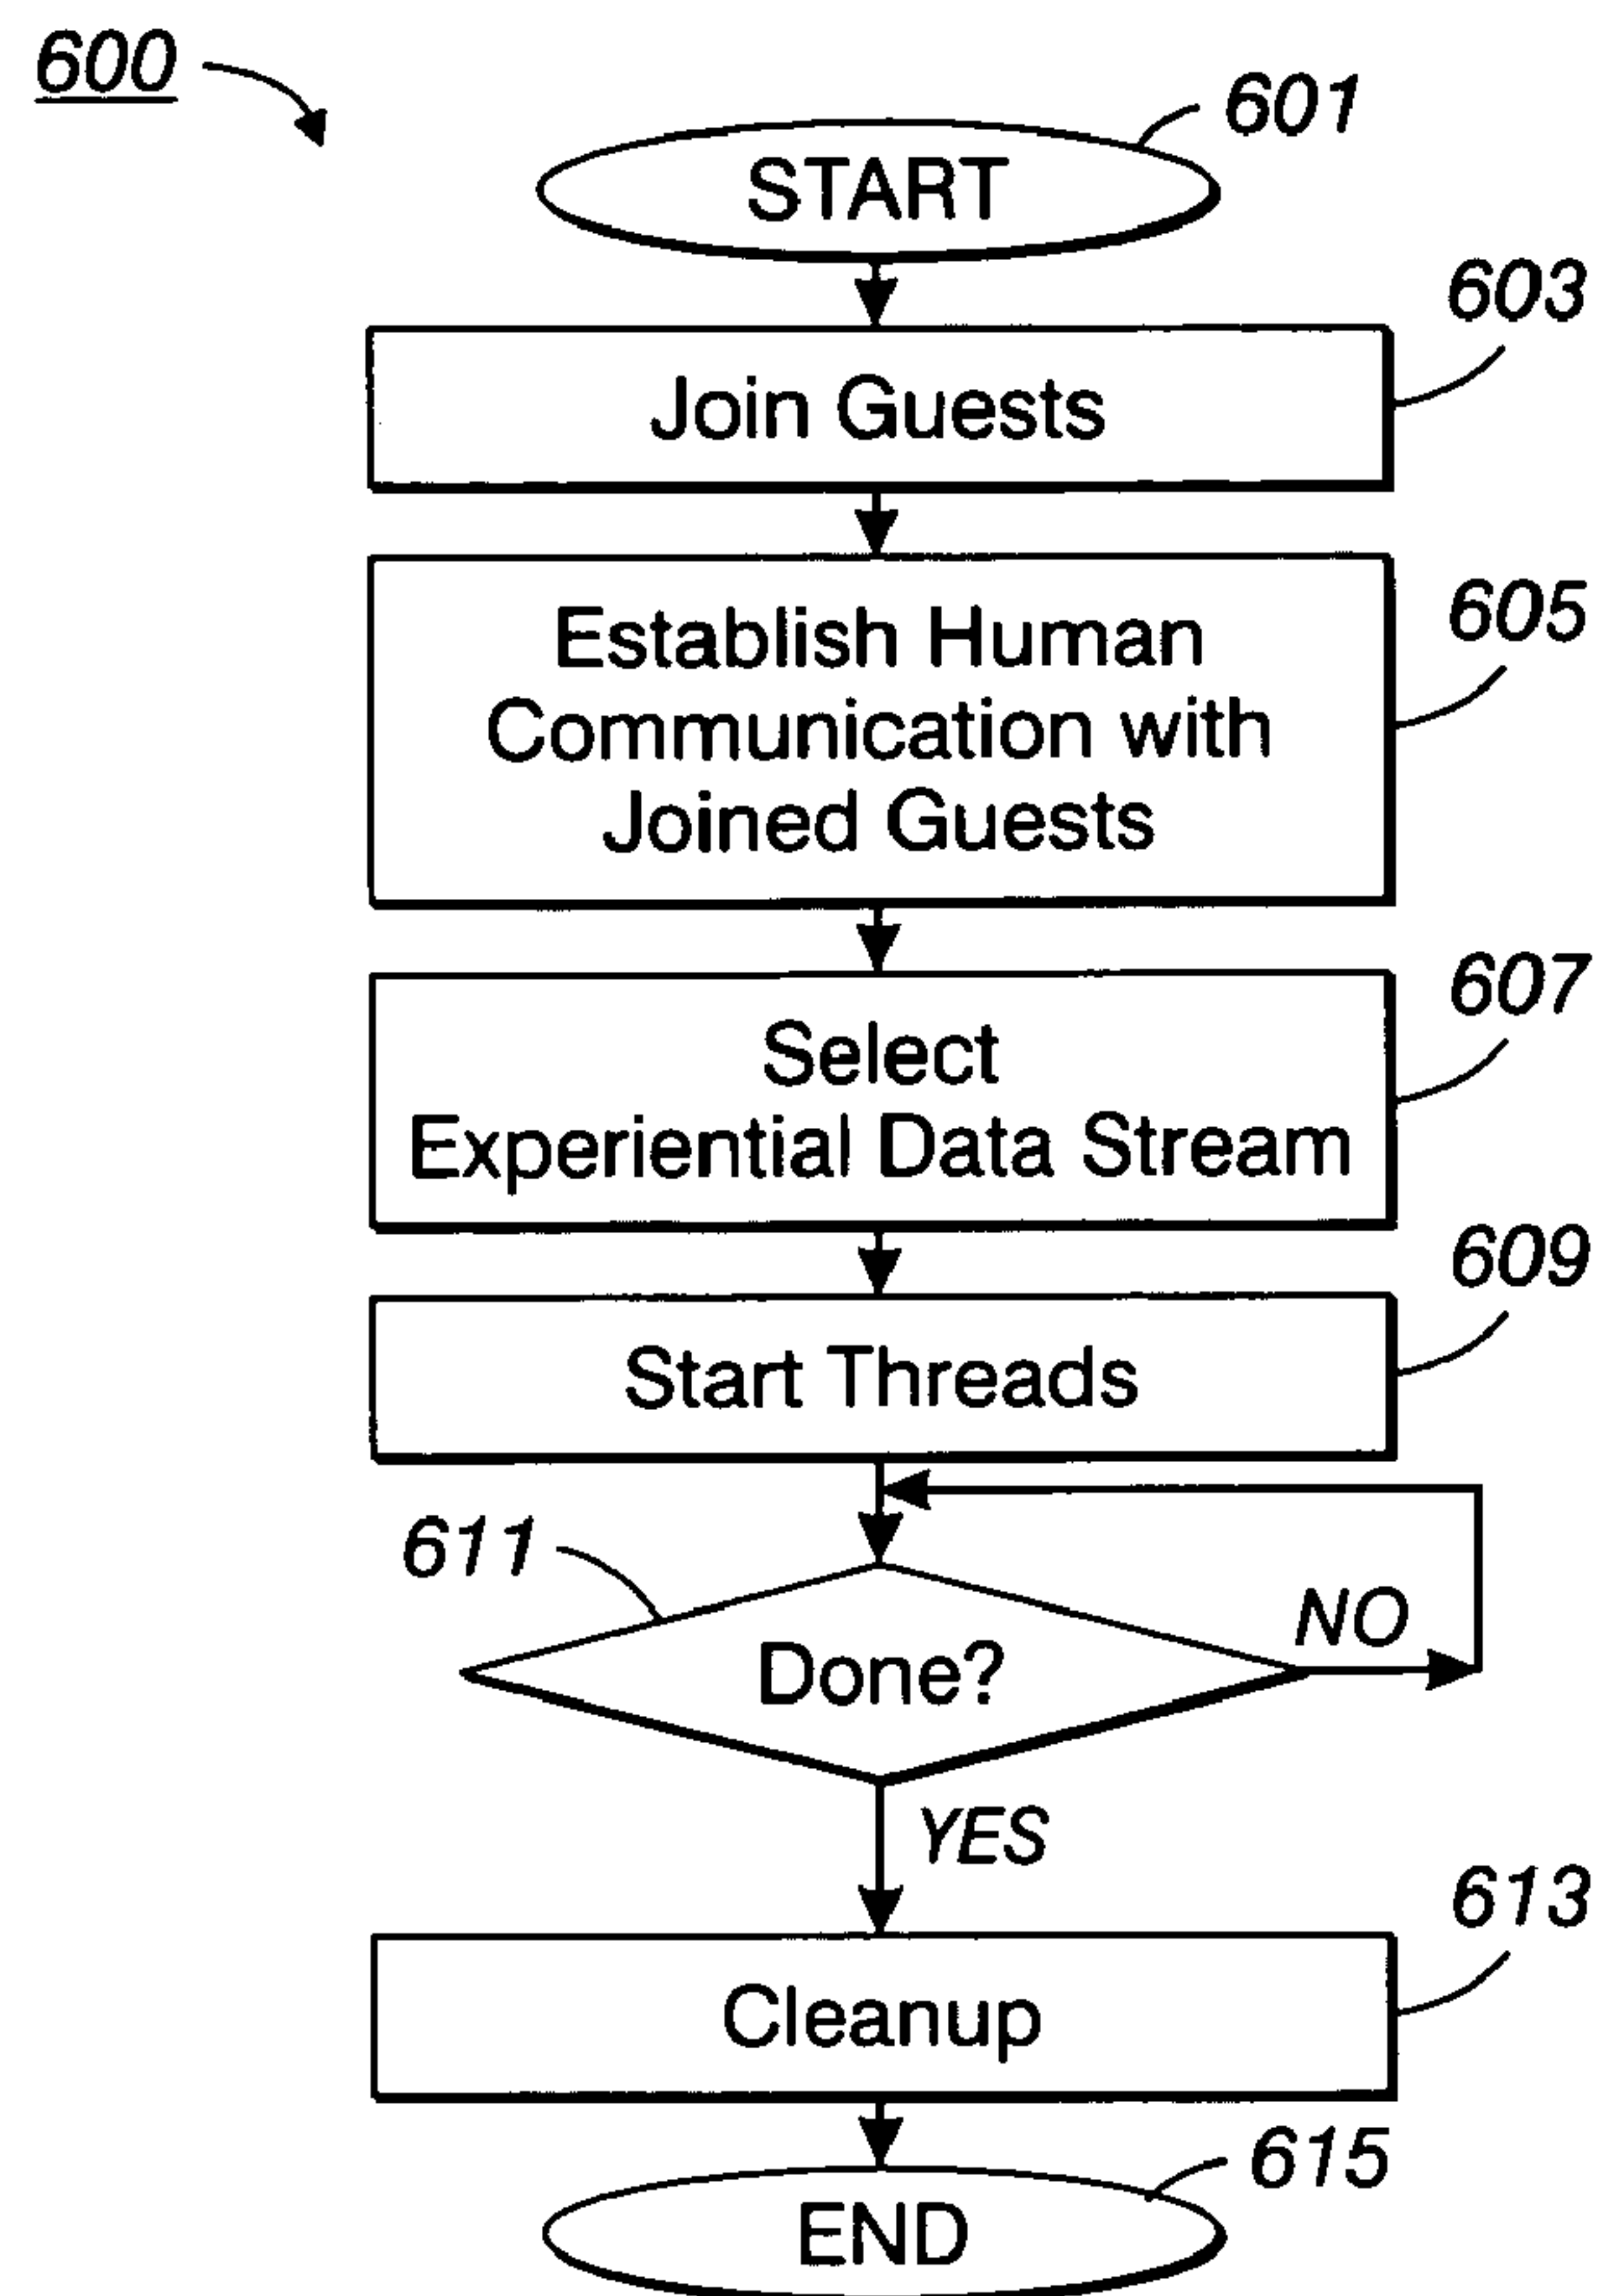 600
601
START
603
Join Guests
605
Establish Human
Communication with
Joined Guests
607
Select
Experiential Data Stream
609
Start Threads
611
Done?
NO
YES
613
Cleanup
615
END